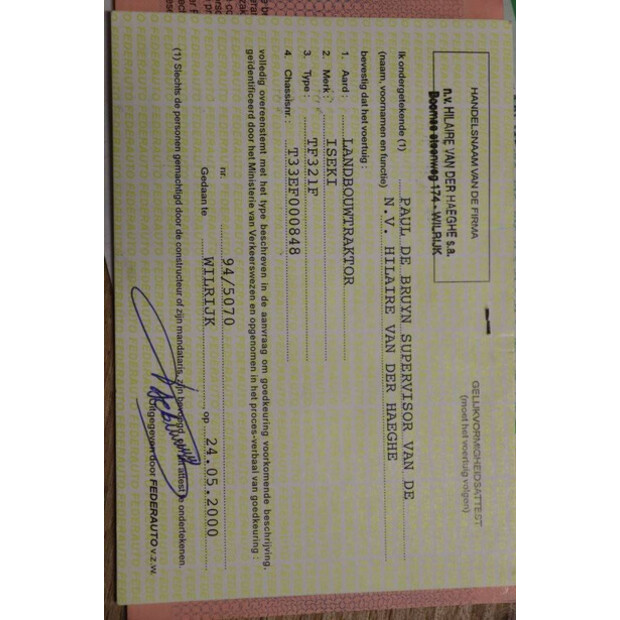 HANDELSNAAM VAN DE FIRMA
n.v. HILAIRE VAN DER HAEGHE s.a.
Boomse steenweg 174 - WILRIJK
GELIJKVORMIGHEIDSATTEST
(moet het voertuig volgen)
Ik ondergetekende (1) PAUL DE BRUYN SUPERVISOR VAN DE
(naam, voornamen en functie) N.V. HILAIRE VAN DER HAEGHE
bevestig dat het voertuig :
1. Aard : LANDBOUWTRAKTOR
2. Merk : ISEKI
3. Type : TF321F
4. Chassisnr. : T33EF000848
volledig overeenstemt met het type beschreven in de aanvraag om goedkeuring voorkomende beschrijving,
geïdentificeerd door het Ministerie van Verkeerswezen en opgenomen in het proces-verbaal van goedkeuring :
nr. 94/5070
Gedaan te WILRIJK , op 24.05.2000
(1) Slechts de personen gemachtigd door de constructeur of zijn mandataris, zijn bevoegd attest te ondertekenen.
Uitgegeven door FEDERAUTO v.z.w.